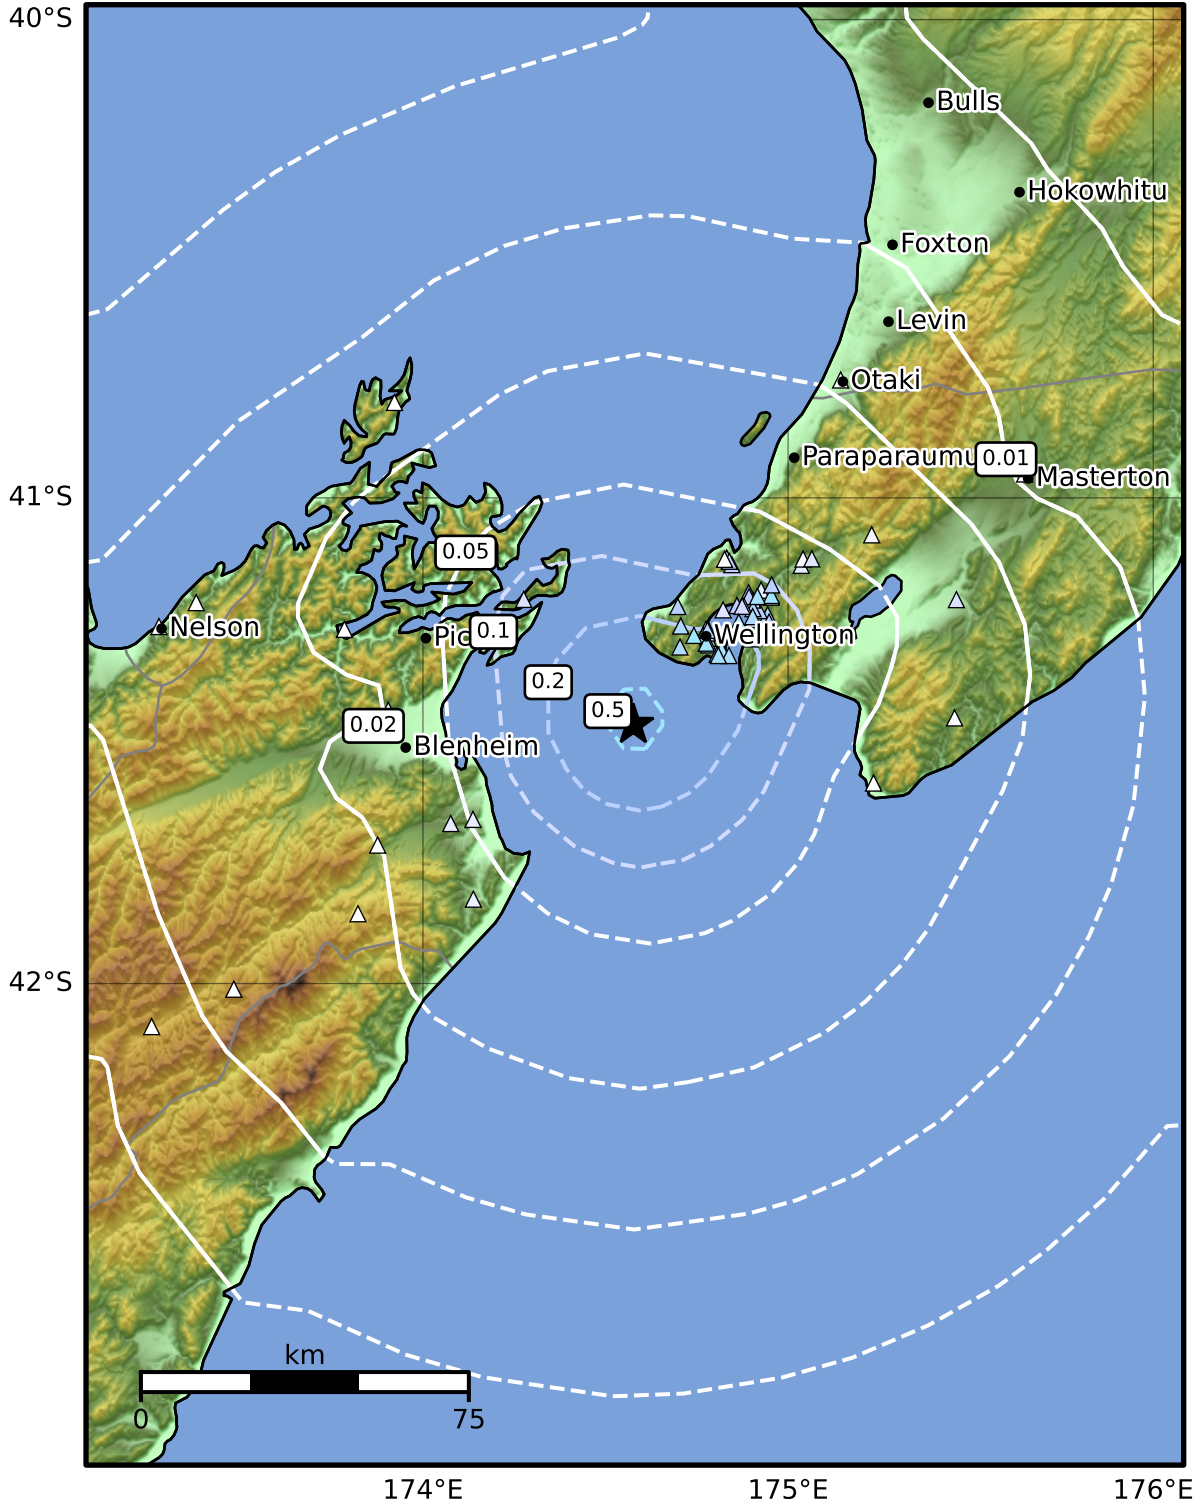 40°S
Bulls
Hokowhitu
Foxton
Levin
Otaki
Paraparaumu
0.01
Masterton
41°S
0.05
Nelson
Pic
0.1
Wellington
0.2
0.5
0.02
Blenheim
42°S
km
0
75
174°E
175°E
176°E